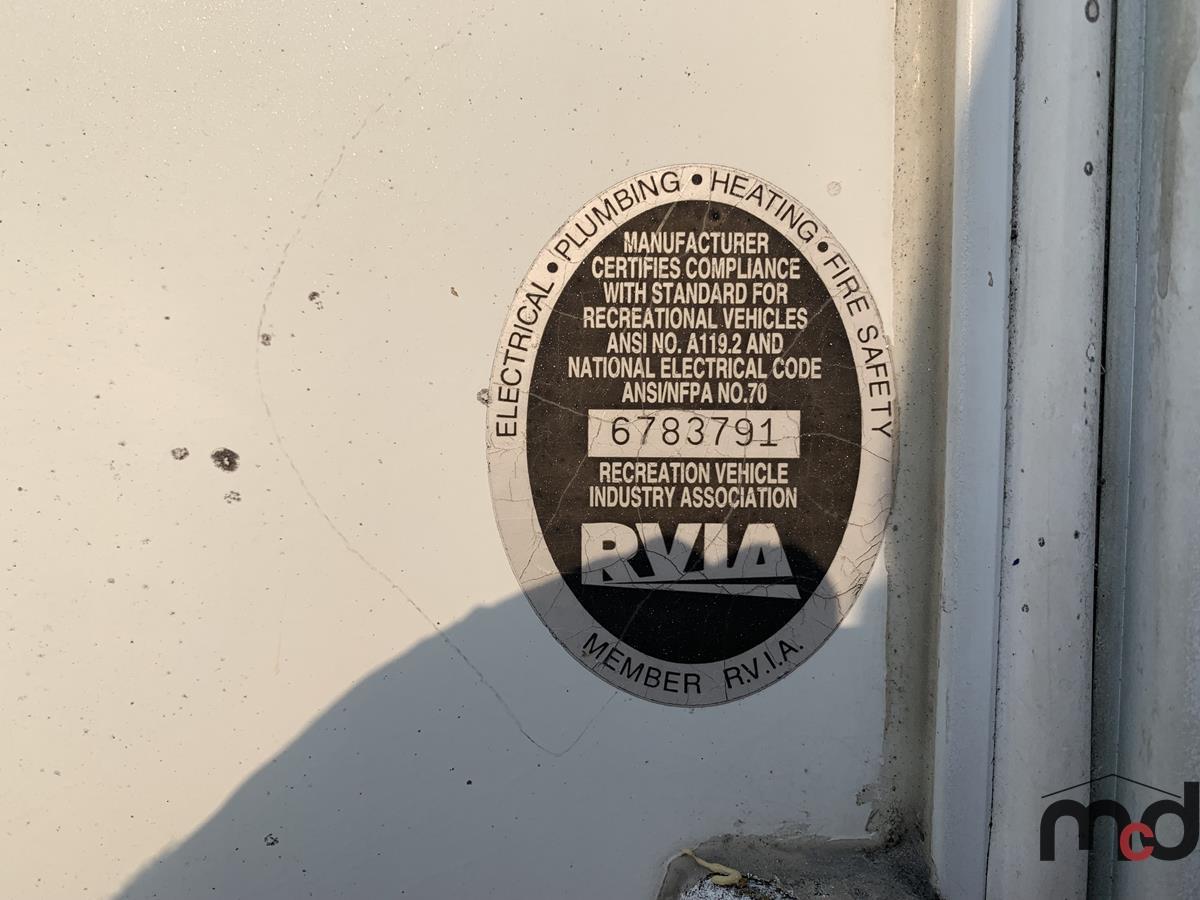 ELECTRICAL • PLUMBING • HEATING • FIRE SAFETY
MANUFACTURER
CERTIFIES COMPLIANCE
WITH STANDARD FOR
RECREATIONAL VEHICLES
ANSI NO. A119.2 AND
NATIONAL ELECTRICAL CODE
ANSI/NFPA NO.70
6783791
RECREATION VEHICLE
INDUSTRY ASSOCIATION
RVIA
MEMBER R.V.I.A.
mcd